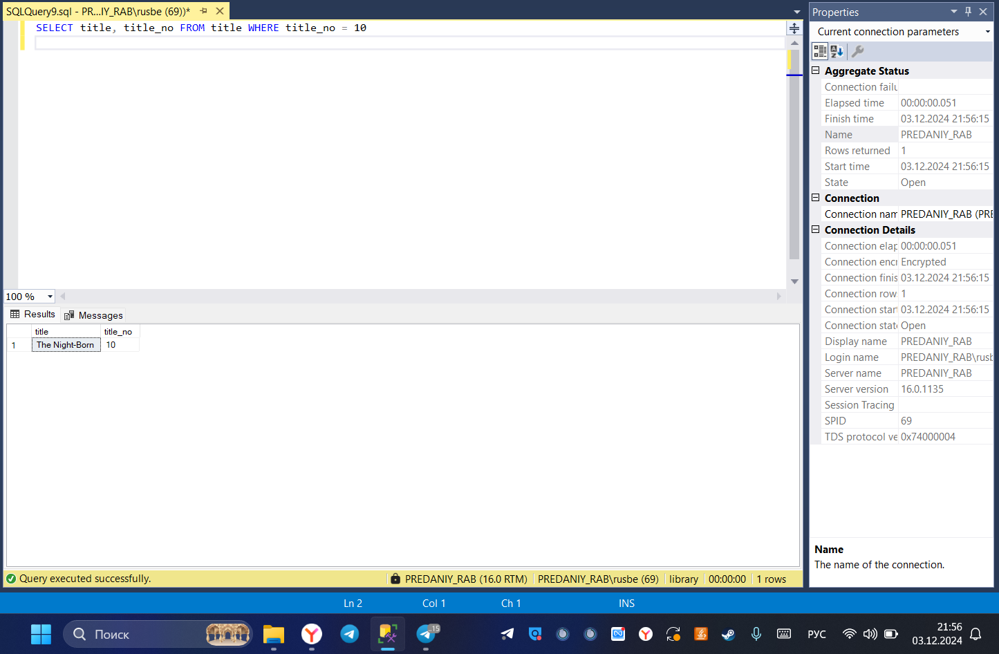 SQLQuery9.sql - PR...IY_RAB\rusbe (69))*
SELECT title, title_no FROM title WHERE title_no = 10
100 %
Results
Messages
title title_no
1 The Night-Born 10
Query executed successfully.
PREDANIY_RAB (16.0 RTM)
PREDANIY_RAB\rusbe (69)
library
00:00:00
1 rows
Properties
Current connection parameters
Aggregate Status
Connection failu
Elapsed time 00:00:00.051
Finish time 03.12.2024 21:56:15
Name PREDANIY_RAB
Rows returned 1
Start time 03.12.2024 21:56:15
State Open
Connection
Connection nam PREDANIY_RAB (PRE
Connection Details
Connection elap 00:00:00.051
Connection encr Encrypted
Connection finis 03.12.2024 21:56:15
Connection row 1
Connection start 03.12.2024 21:56:15
Connection stat Open
Display name PREDANIY_RAB
Login name PREDANIY_RAB\rusb
Server name PREDANIY_RAB
Server version 16.0.1135
Session Tracing
SPID 69
TDS protocol ve 0x74000004
Name
The name of the connection.
Ln 2
Col 1
Ch 1
INS
Поиск
15
РУС
21:56
03.12.2024